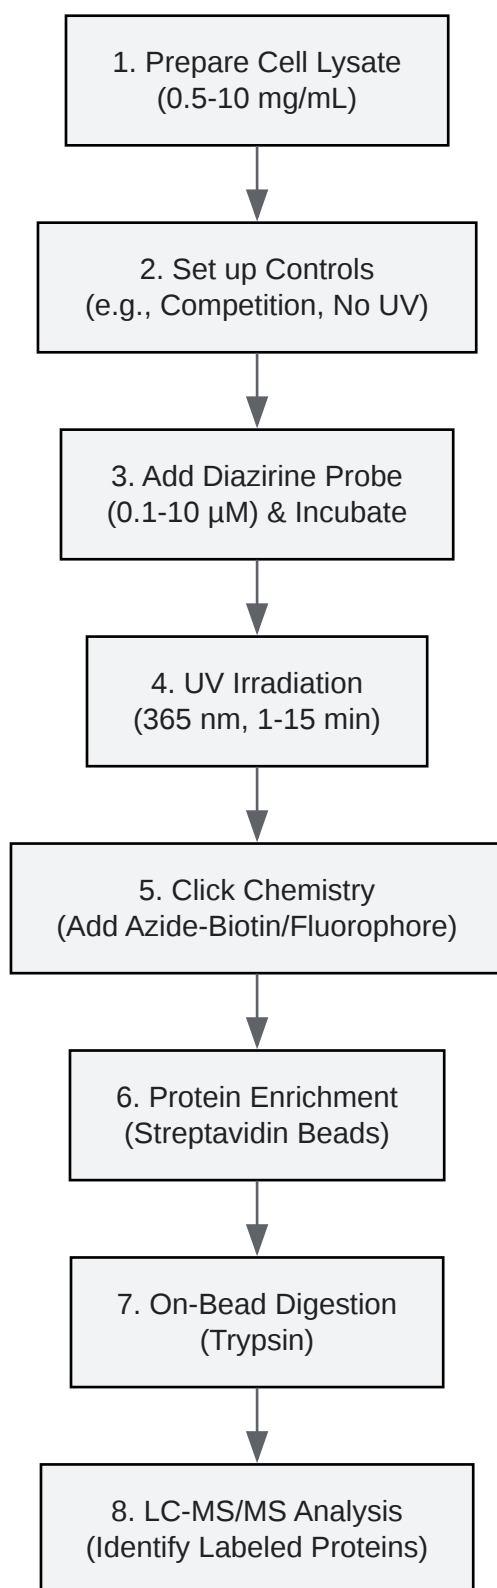 1. Prepare Cell Lysate
(0.5-10 mg/mL)
2. Set up Controls
(e.g., Competition, No UV)
3. Add Diazirine Probe
(0.1-10 µM) & Incubate
4. UV Irradiation
(365 nm, 1-15 min)
5. Click Chemistry
(Add Azide-Biotin/Fluorophore)
6. Protein Enrichment
(Streptavidin Beads)
7. On-Bead Digestion
(Trypsin)
8. LC-MS/MS Analysis
(Identify Labeled Proteins)